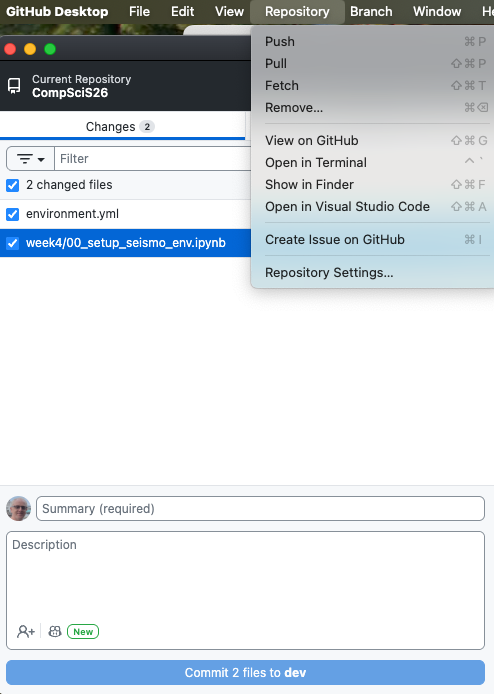 GitHub Desktop File Edit View Repository Branch Window He
Current Repository
CompSciS26
Changes 2
Filter
2 changed files
environment.yml
week4/00_setup_seismo_env.ipynb
Push ⌘ P
Pull ⇧⌘ P
Fetch ⇧⌘ T
Remove... ⌘⌫
View on GitHub ⇧⌘ G
Open in Terminal ⌃ `
Show in Finder ⇧⌘ F
Open in Visual Studio Code ⇧⌘ A
Create Issue on GitHub ⌘ I
Repository Settings...
Summary (required)
Description
New
Commit 2 files to dev